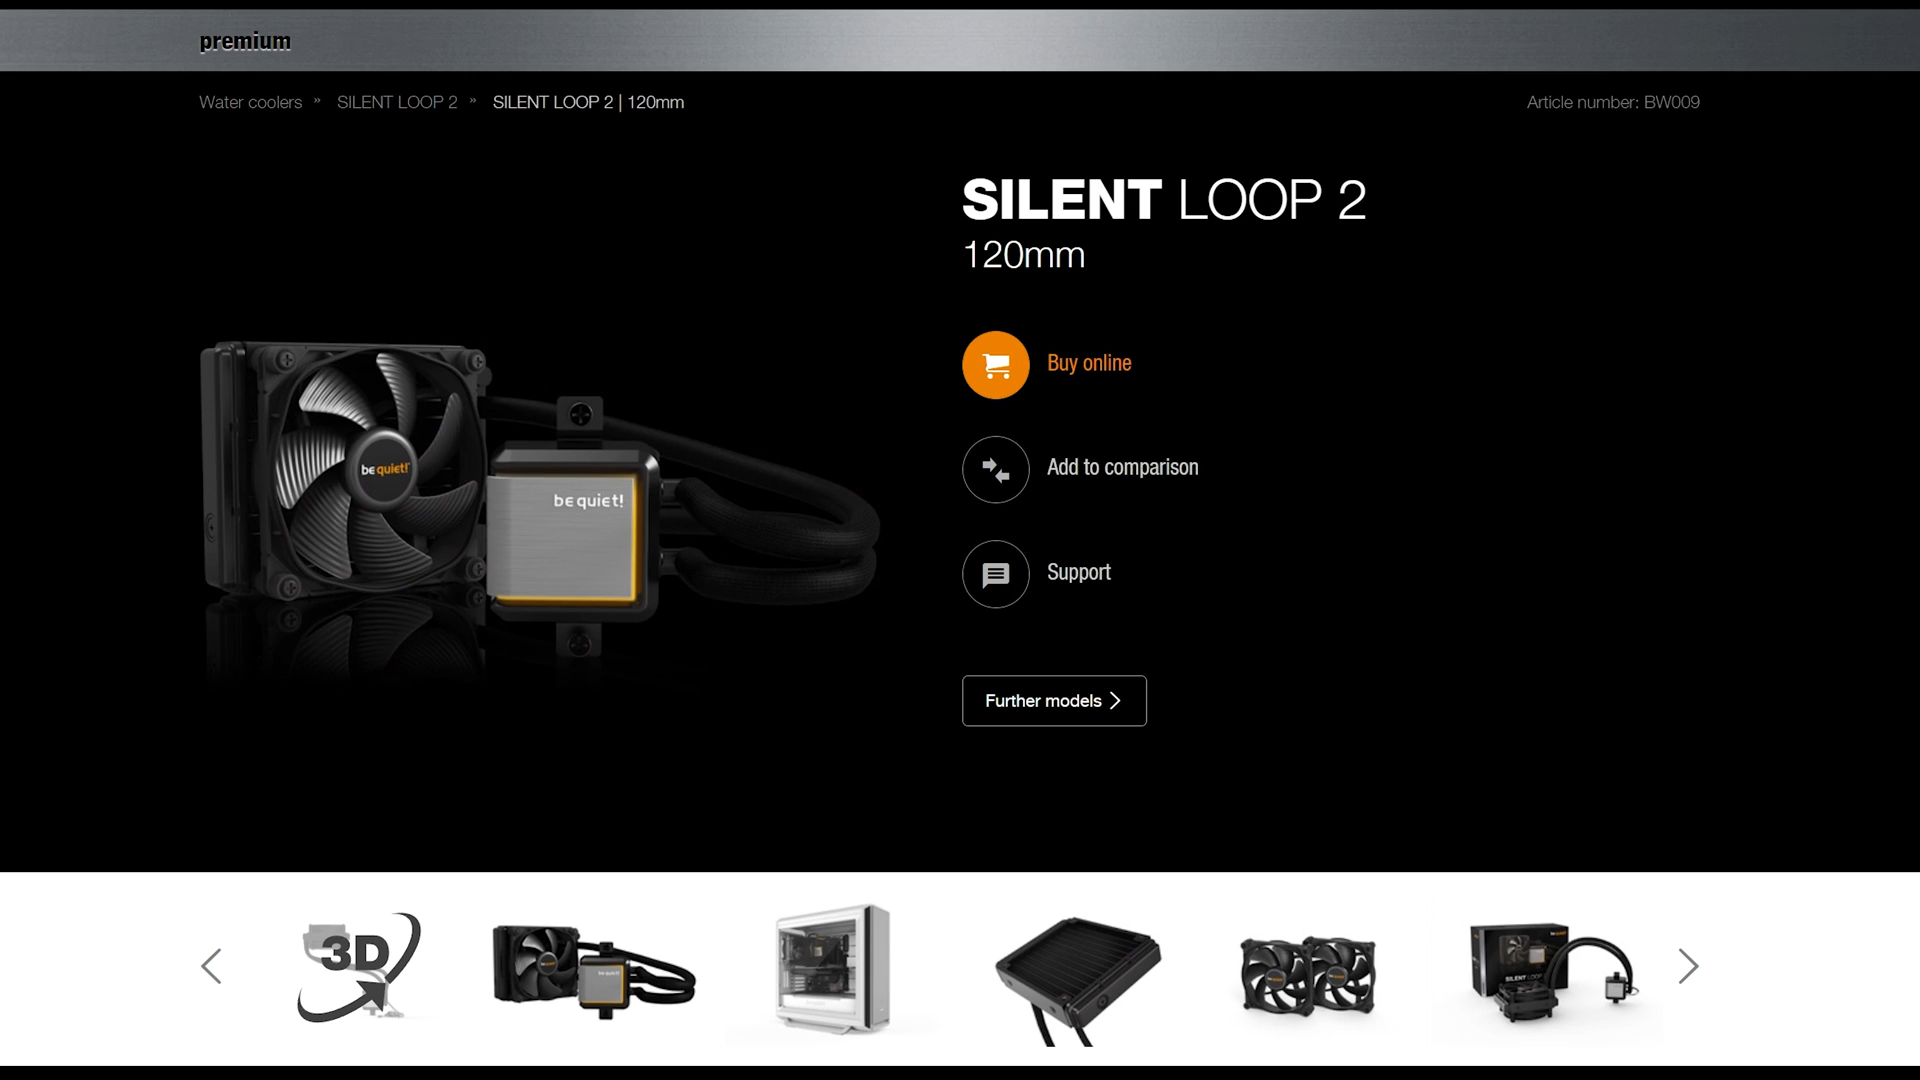 premium
Water coolers » SILENT LOOP 2 » SILENT LOOP 2 | 120mm
Article number: BW009
SILENT LOOP 2
120mm
Buy online
be quiet!
be quiet!
Add to comparison
Support
Further models
3D
SILENT LOOP